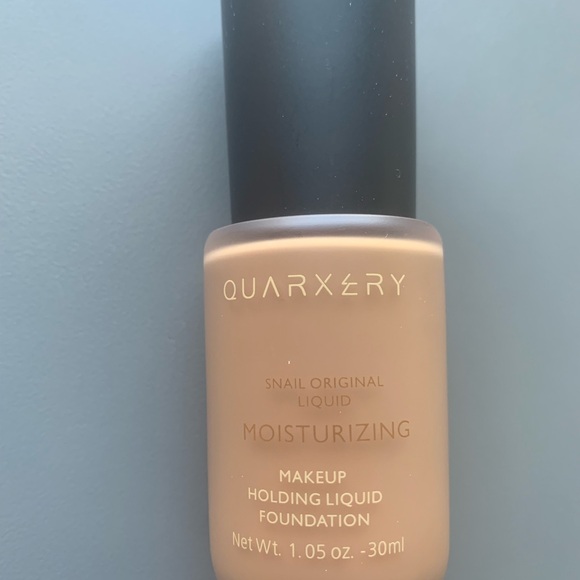 QUARXERY
SNAIL ORIGINAL
LIQUID
MOISTURIZING
MAKEUP
HOLDING LIQUID
FOUNDATION
Net Wt. 1.05 oz. -30ml